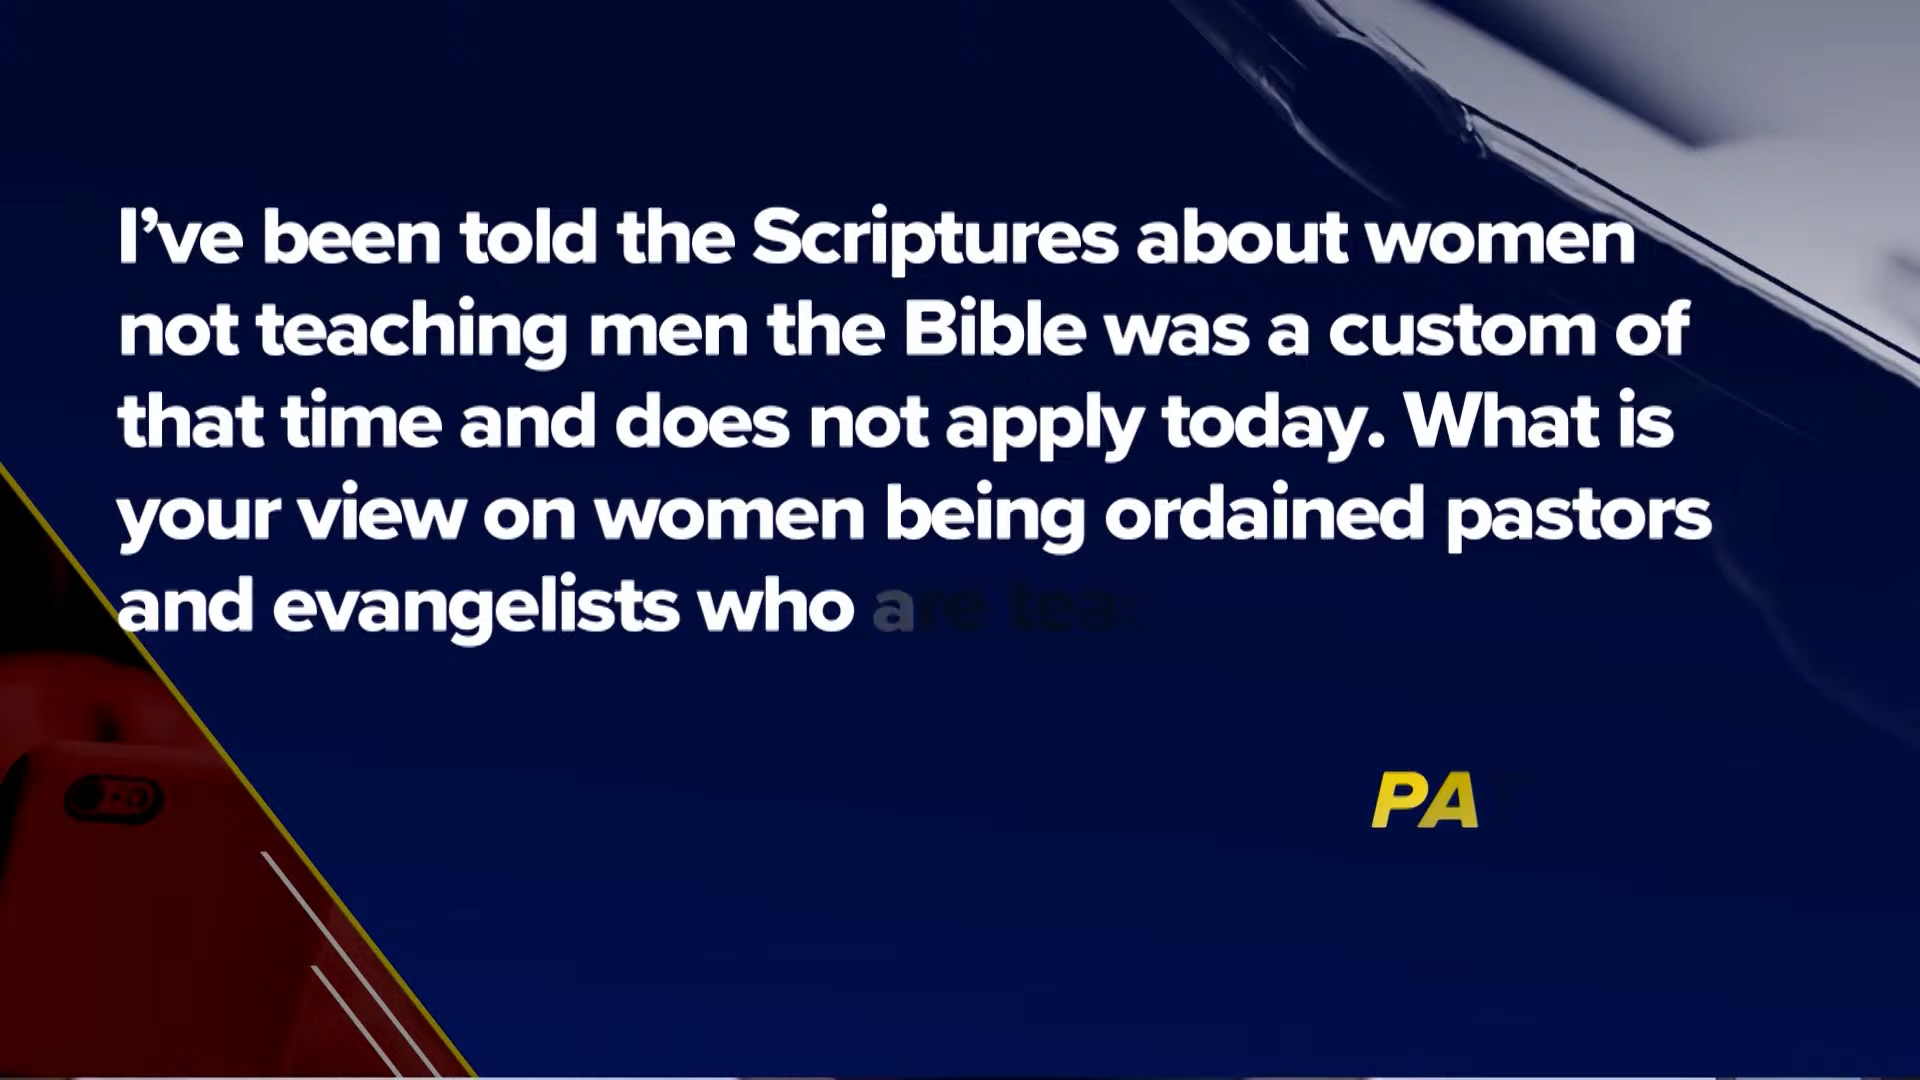 I’ve been told the Scriptures about women
not teaching men the Bible was a custom of
that time and does not apply today. What is
your view on women being ordained pastors
and evangelists who are
PA